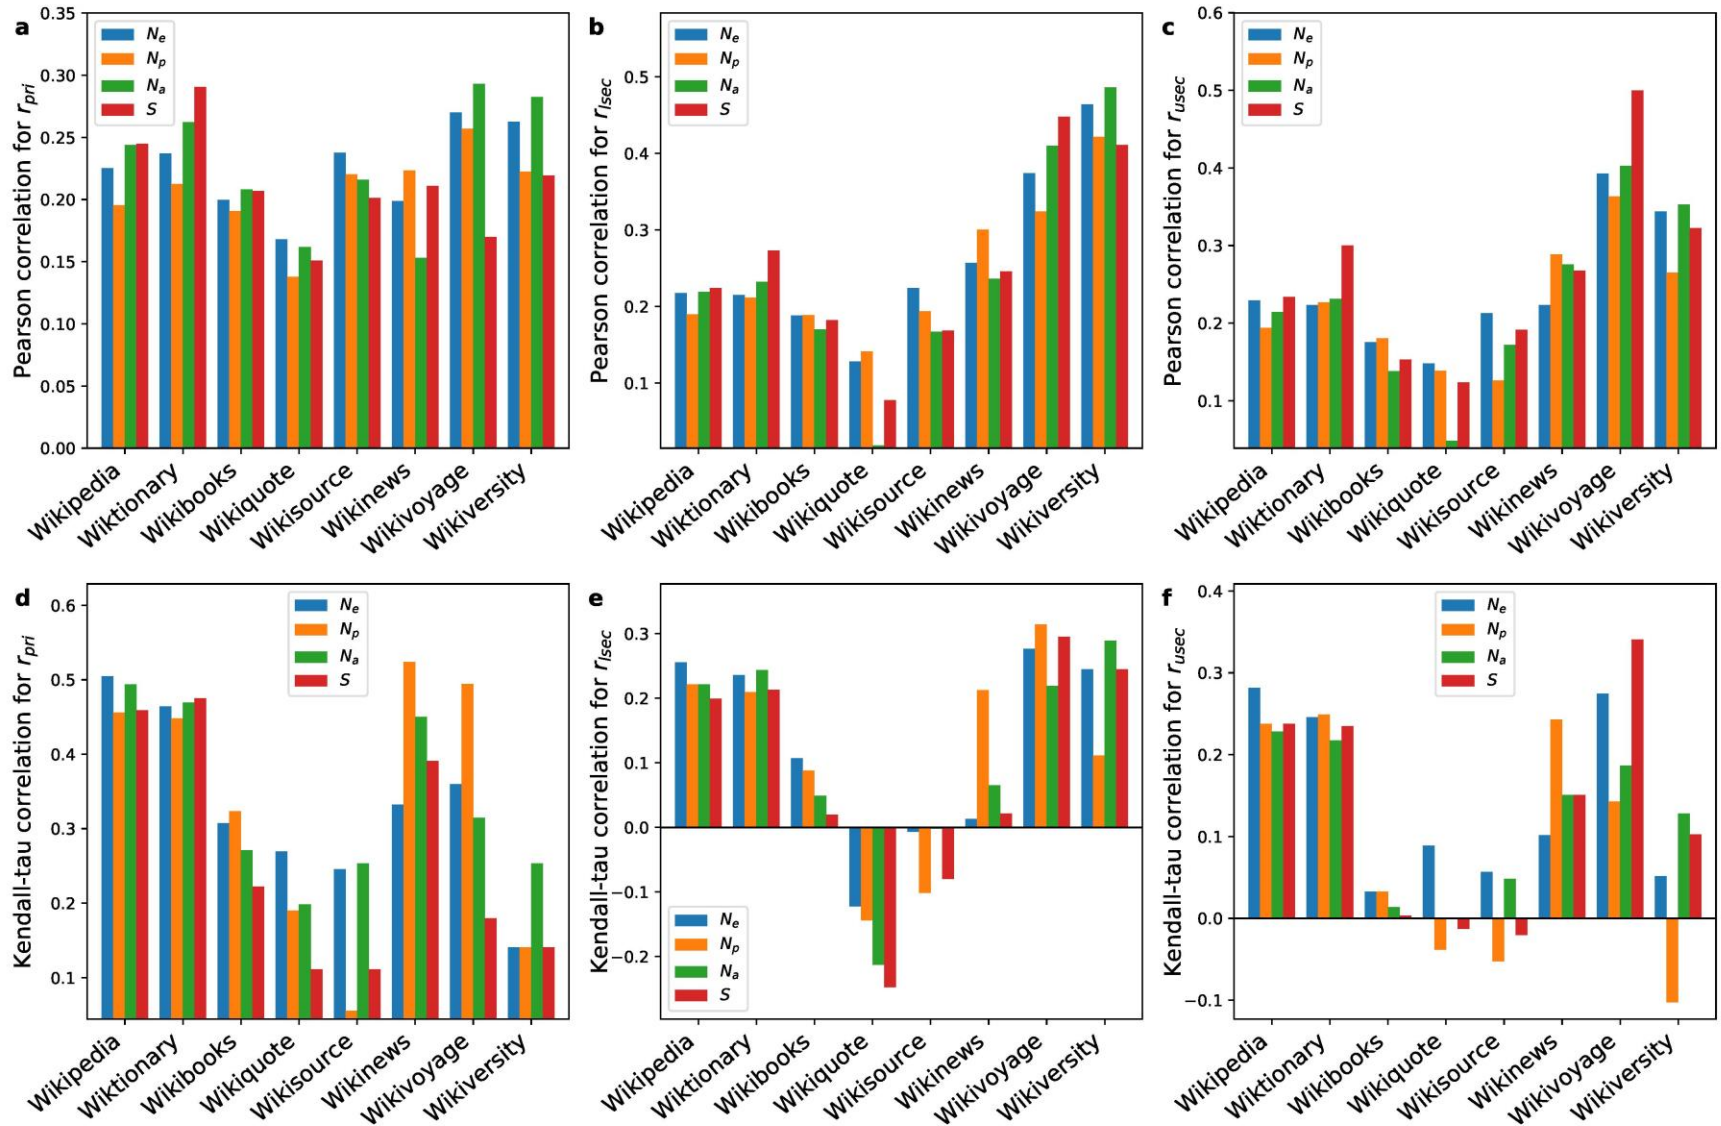 a
Pearson correlation for r_pri
0.35
0.30
0.25
0.20
0.15
0.10
0.05
0.00
N_e
N_p
N_a
S
Wikipedia
Wiktionary
Wikibooks
Wikiquote
Wikisource
Wikinews
Wikivoyage
Wikiversity
b
Pearson correlation for r_lsec
0.5
0.4
0.3
0.2
0.1
N_e
N_p
N_a
S
Wikipedia
Wiktionary
Wikibooks
Wikiquote
Wikisource
Wikinews
Wikivoyage
Wikiversity
c
Pearson correlation for r_usec
0.6
0.5
0.4
0.3
0.2
0.1
N_e
N_p
N_a
S
Wikipedia
Wiktionary
Wikibooks
Wikiquote
Wikisource
Wikinews
Wikivoyage
Wikiversity
d
Kendall-tau correlation for r_pri
0.6
0.5
0.4
0.3
0.2
0.1
N_e
N_p
N_a
S
Wikipedia
Wiktionary
Wikibooks
Wikiquote
Wikisource
Wikinews
Wikivoyage
Wikiversity
e
Kendall-tau correlation for r_lsec
0.3
0.2
0.1
0.0
−0.1
−0.2
N_e
N_p
N_a
S
Wikipedia
Wiktionary
Wikibooks
Wikiquote
Wikisource
Wikinews
Wikivoyage
Wikiversity
f
Kendall-tau correlation for r_usec
0.4
0.3
0.2
0.1
0.0
−0.1
N_e
N_p
N_a
S
Wikipedia
Wiktionary
Wikibooks
Wikiquote
Wikisource
Wikinews
Wikivoyage
Wikiversity